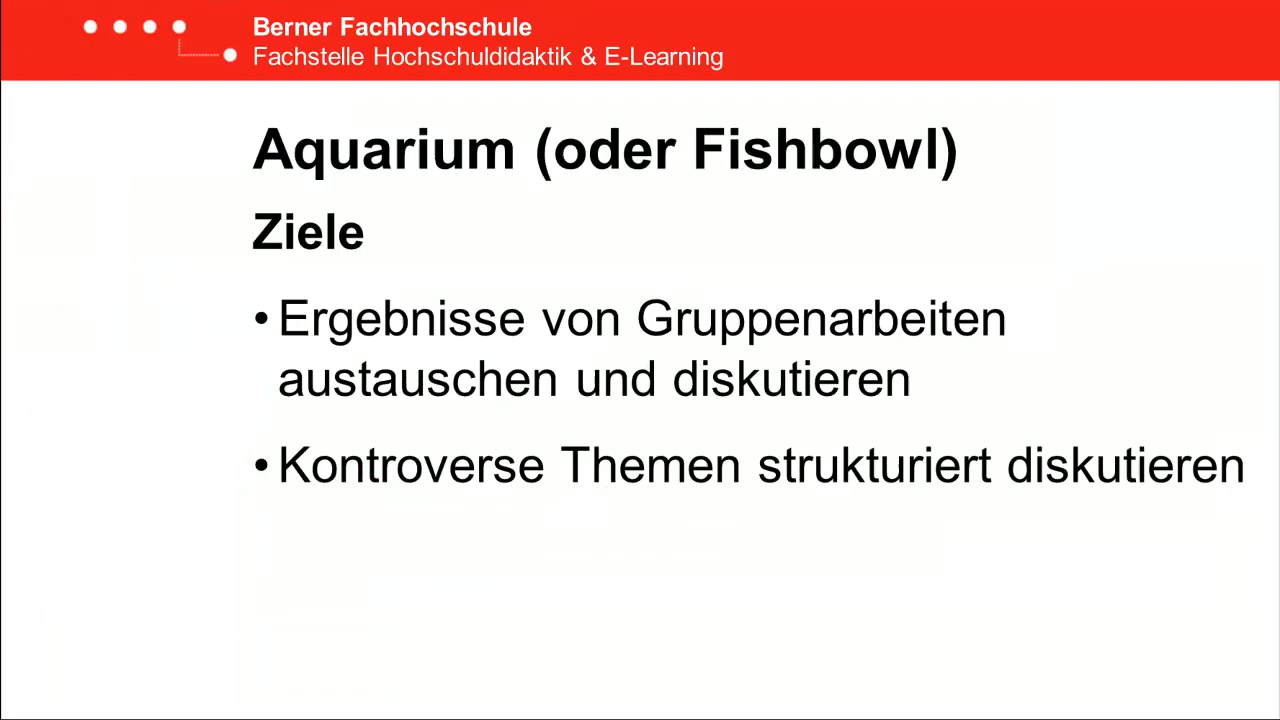 Berner Fachhochschule
Fachstelle Hochschuldidaktik & E-Learning
Aquarium (oder Fishbowl)
Ziele
• Ergebnisse von Gruppenarbeiten
austauschen und diskutieren
• Kontroverse Themen strukturiert diskutieren